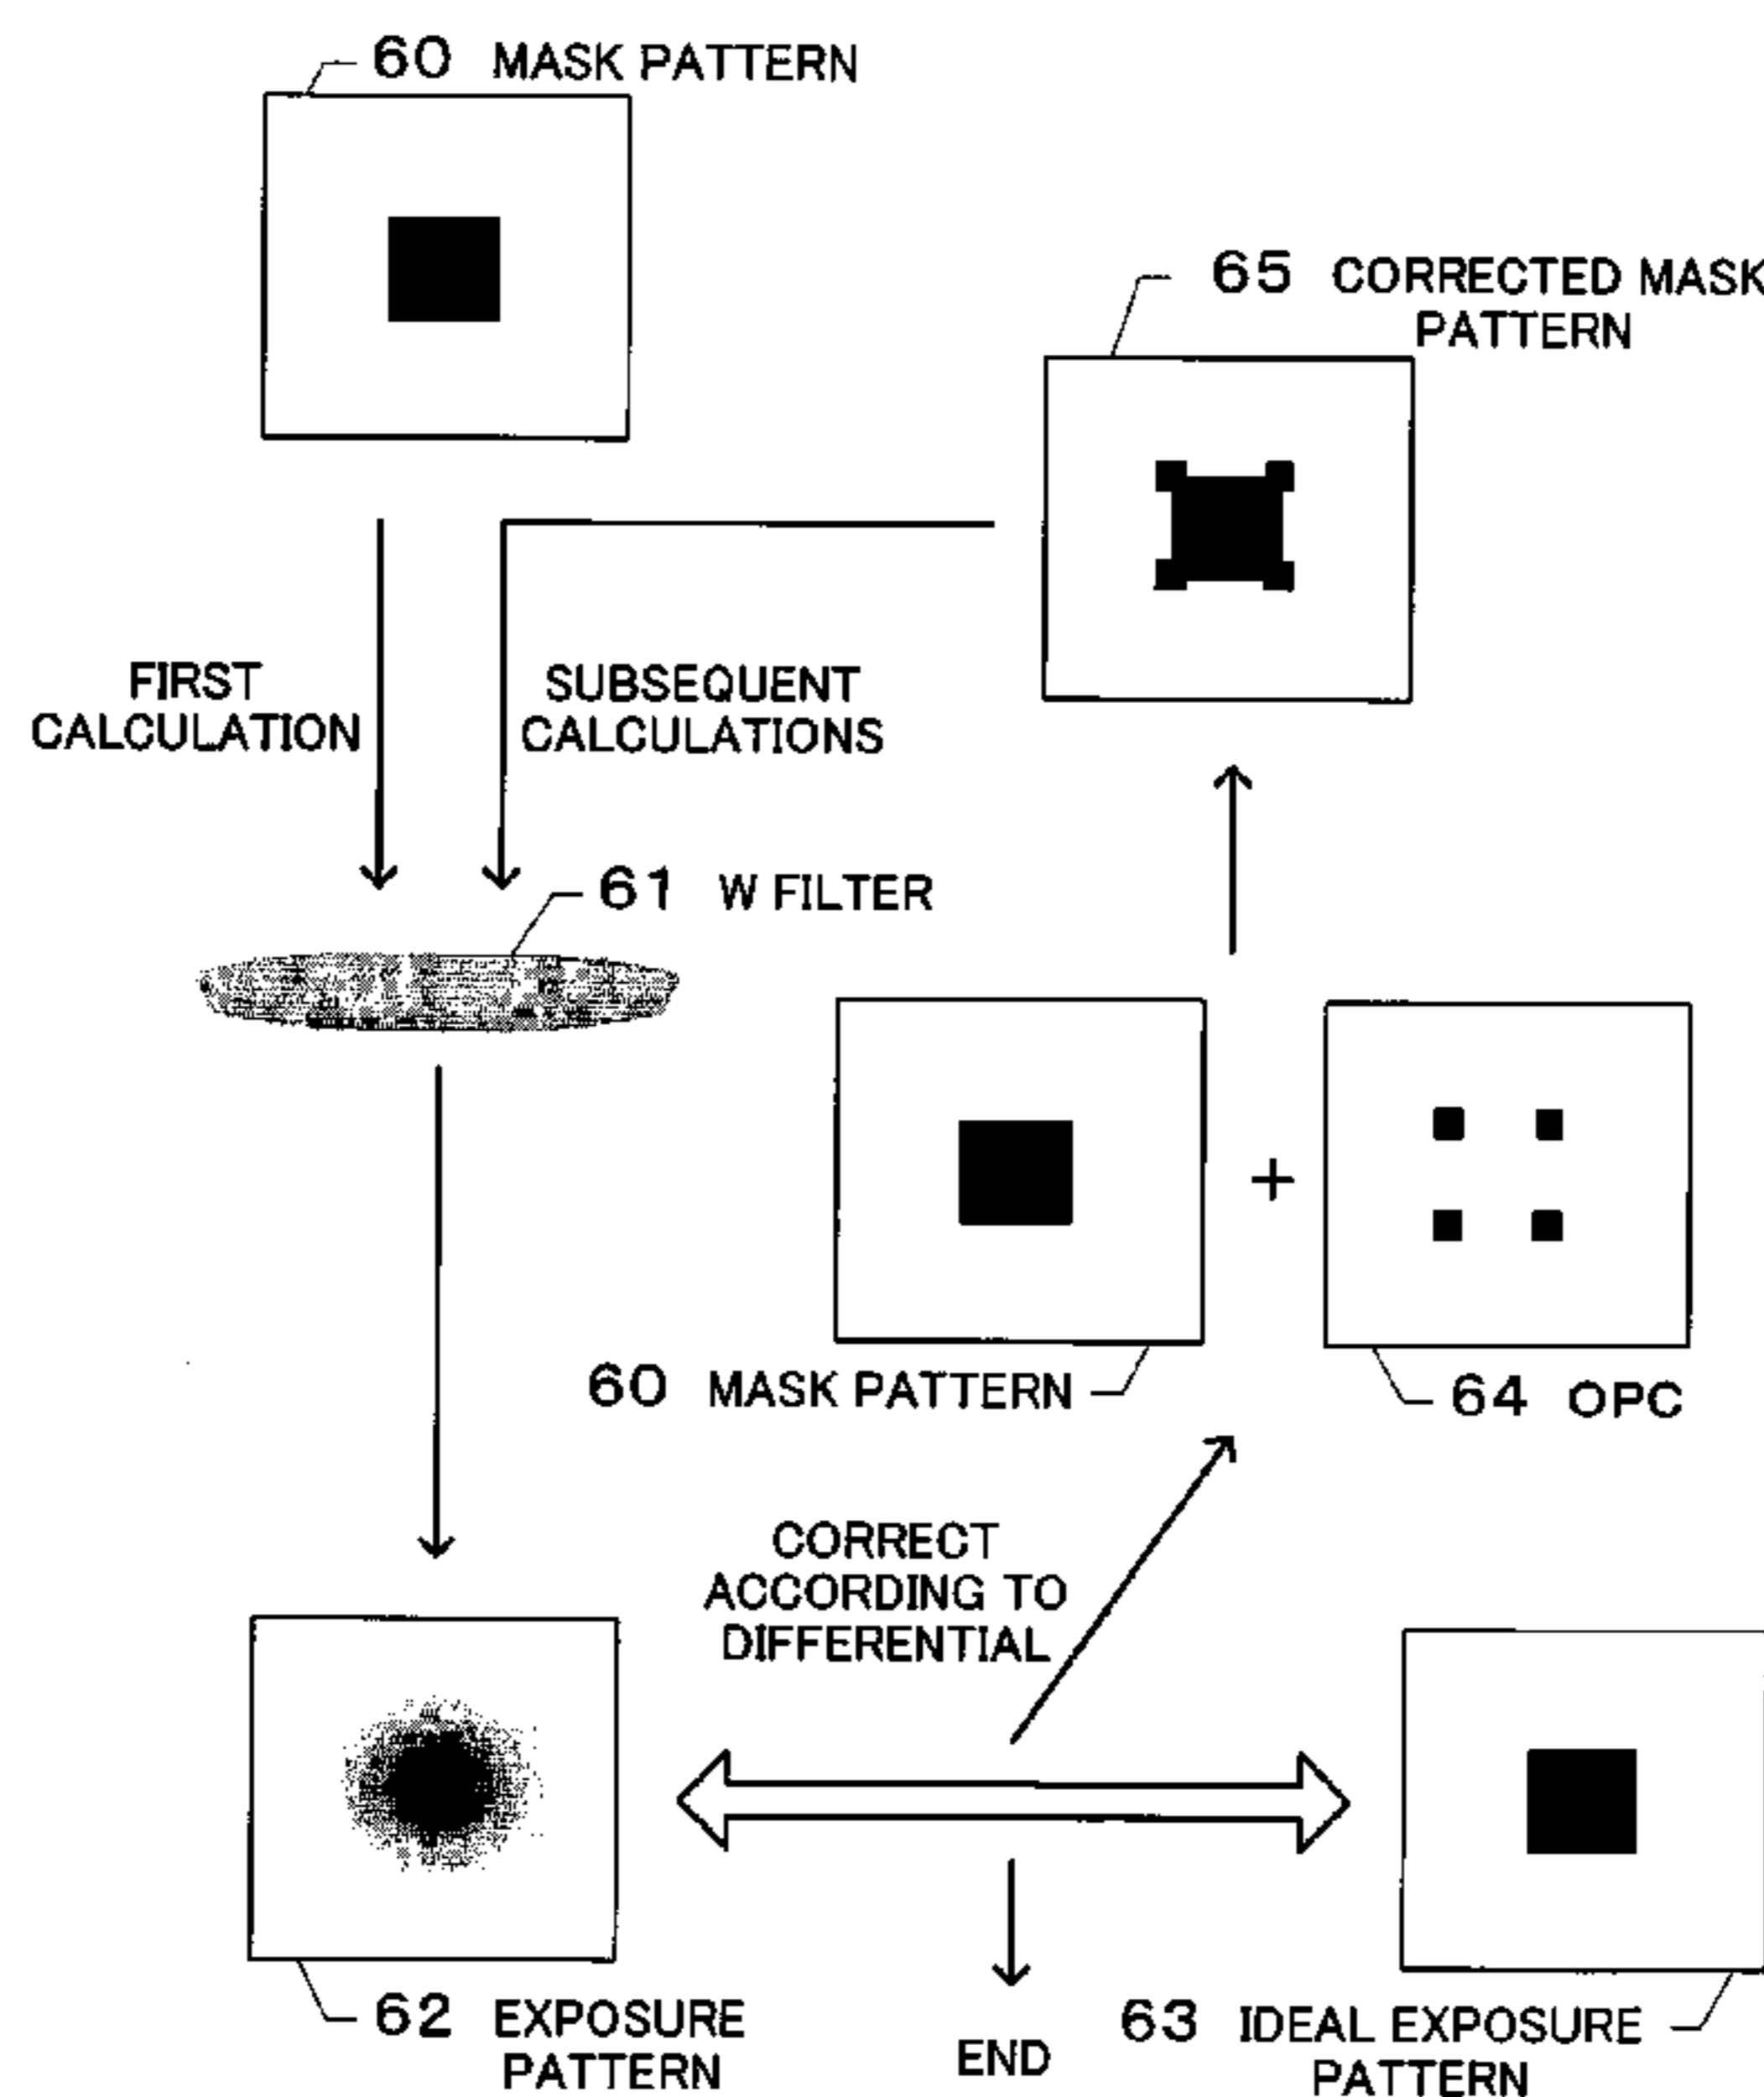 60 MASK PATTERN
65 CORRECTED MASK
PATTERN
FIRST
CALCULATION
SUBSEQUENT
CALCULATIONS
61 W FILTER
+
60 MASK PATTERN
64 OPC
CORRECT
ACCORDING TO
DIFFERENTIAL
62 EXPOSURE
PATTERN
END
63 IDEAL EXPOSURE
PATTERN